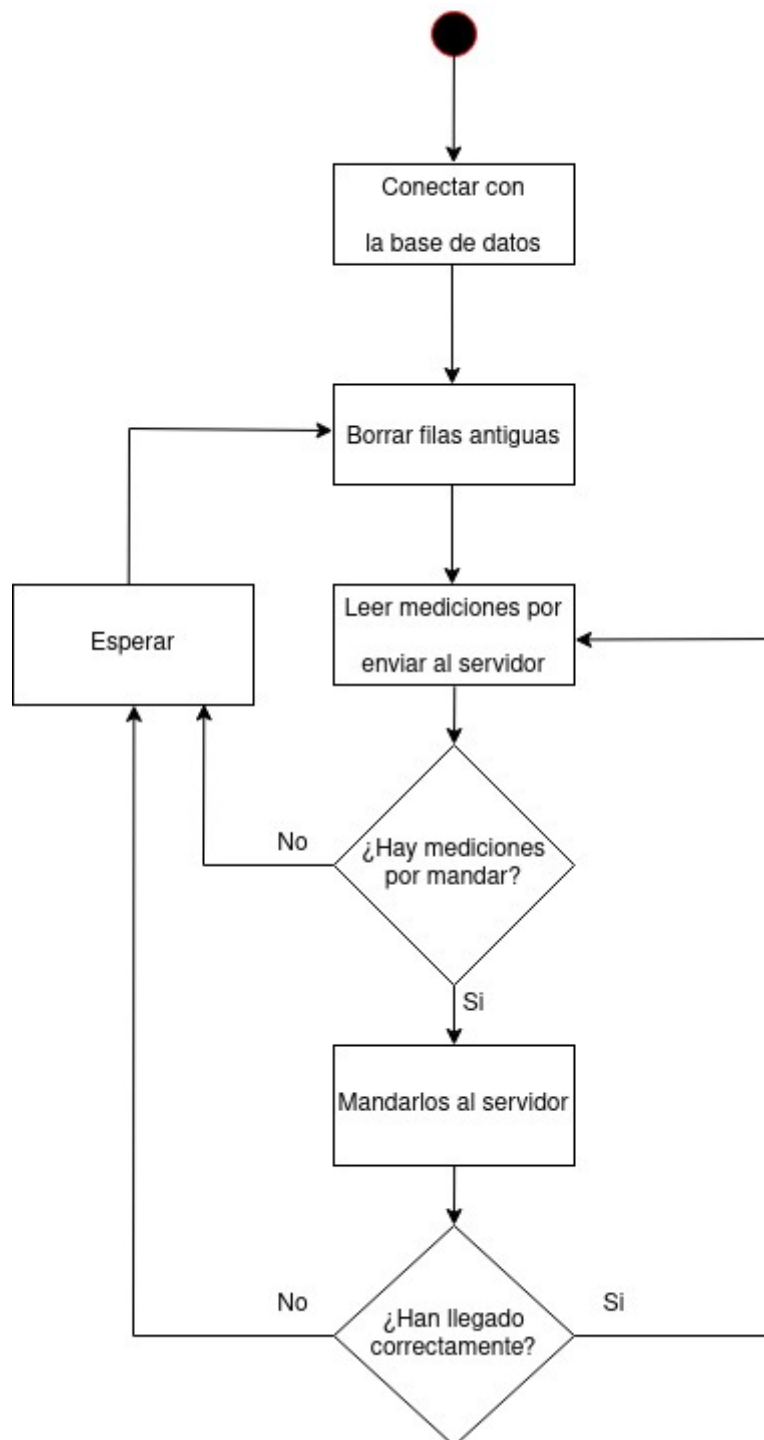 Conectar con
la base de datos
Borrar filas antiguas
Leer mediciones por
enviar al servidor
Esperar
¿Hay mediciones
por mandar?
No
Si
Mandarlos al servidor
¿Han llegado
correctamente?
No
Si